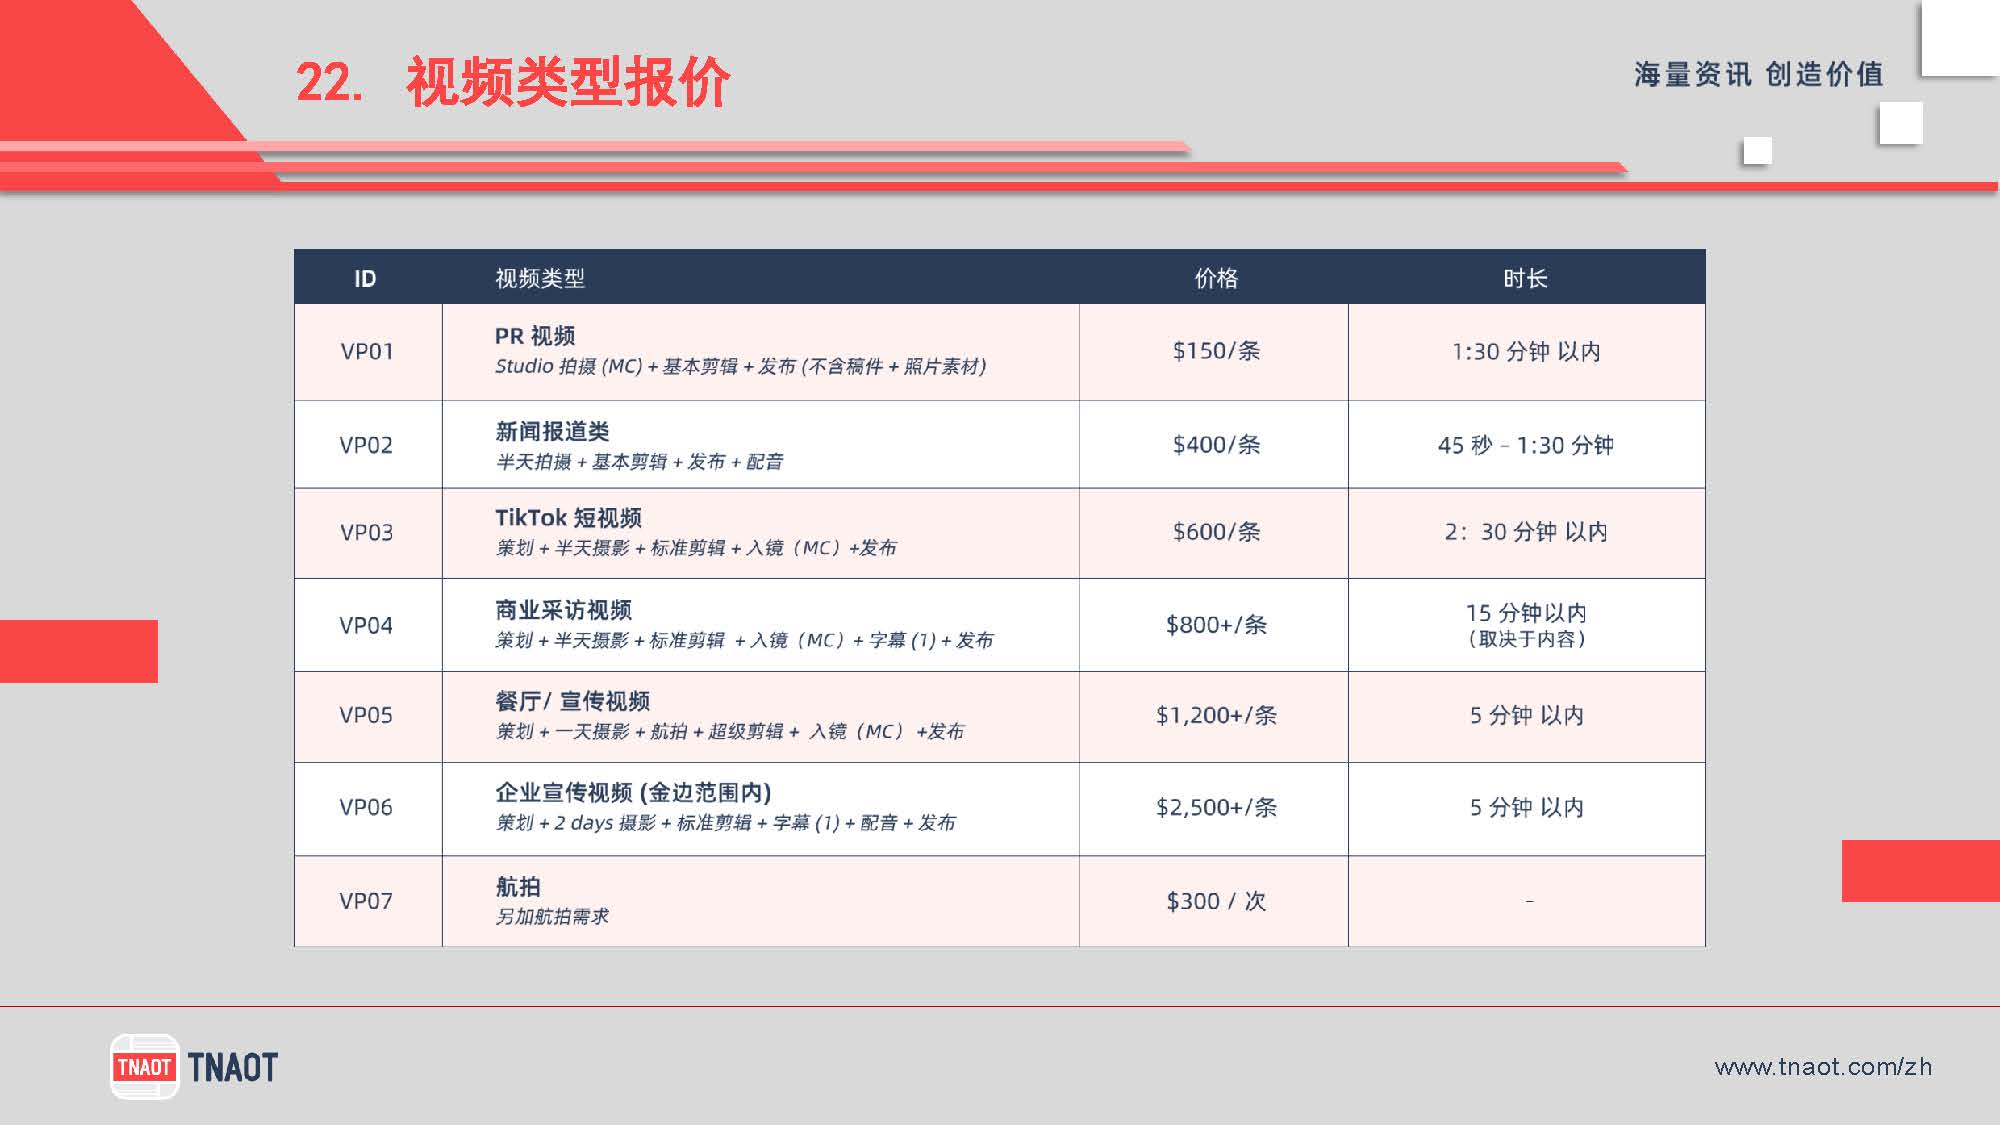 22. 视频类型报价
海量资讯 创造价值
ID 视频类型 价格 时长
VP01 PR 视频 $150/条 1:30 分钟 以内
Studio 拍摄 (MC) + 基本剪辑 + 发布 (不含稿件 + 照片素材)
VP02 新闻报道类 $400/条 45 秒 - 1:30 分钟
半天拍摄 + 基本剪辑 + 发布 + 配音
VP03 TikTok 短视频 $600/条 2：30 分钟 以内
策划 + 半天摄影 + 标准剪辑 + 入镜（MC）+发布
VP04 商业采访视频 $800+/条 15 分钟以内
（取决于内容）
策划 + 半天摄影 + 标准剪辑 + 入镜（MC）+ 字幕 (1) + 发布
VP05 餐厅/ 宣传视频 $1,200+/条 5 分钟 以内
策划 + 一天摄影 + 航拍 + 超级剪辑 + 入镜（MC） +发布
VP06 企业宣传视频 (金边范围内) $2,500+/条 5 分钟 以内
策划 + 2 days 摄影 + 标准剪辑 + 字幕 (1) + 配音 + 发布
VP07 航拍 $300 / 次 -
另加航拍需求
TNAOT TNAOT
www.tnaot.com/zh